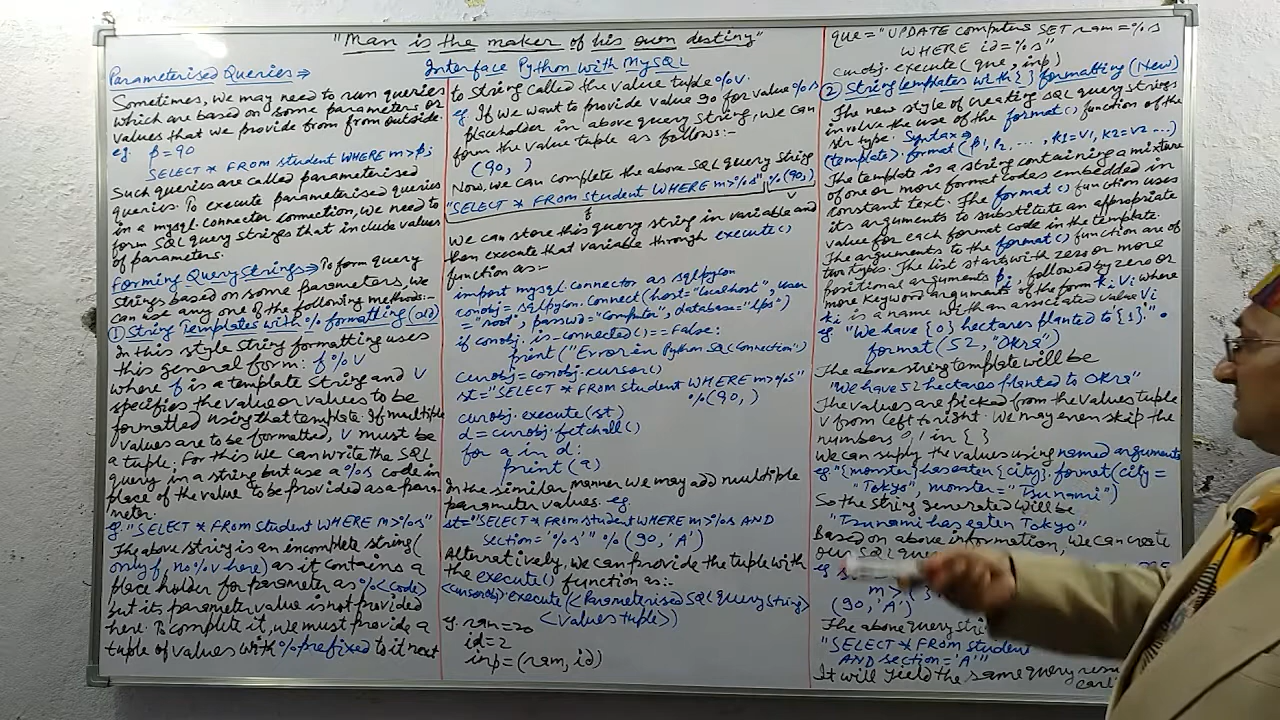 "Man is the maker of his own destiny"
Interface Python with MySQL
Parameterised Queries ⇒
Sometimes, we may need to run queries
which are based on some parameters or
values that we provide from from outside.
eg. p=90
SELECT * FROM student WHERE m>p;
Such queries are called parameterised
queries. To execute parameterised queries
in a mysql.connector connection, we need to
form SQL query strings that include values
of parameters.
Forming Query Strings ⇒ To form query
strings based on some parameters, we
can use any one of the following methods:-
① String Templates with % formatting (old)
In this style string formatting uses
this general form: f % v
where f is a template string and v
specifies the value or values to be
formatted using that template. If multiple
values are to be formatted, v must be
a tuple. For this we can write the SQL
query in a string but use a %s code in
place of the value to be provided as a para-
meter.
eg. "SELECT * FROM student WHERE m>%s"
The above string is an incomplete string (
only f, no % v here) as it contains a
place holder for parameter as %<code>
but its parameter value is not provided
here. To complete it, we must provide a
tuple of values with % prefixed to it next
to string called the value tuple % v.
eg If we want to provide value 90 for value %s
placeholder in above query string, we can
form the value tuple as follows:-
(90, )
Now, we can complete the above SQL query string
"SELECT * FROM student WHERE m>%s" % (90,)
f v
We can store this query string in variable and
then execute that variable through execute()
function as:-
import mysql.connector as sqlpycon
conobj = sqlpycon.connect(host="localhost", user
="root", passwd="computer", database="lps")
if conobj.is_connected()==False:
print("Error in Python SQL Connection")
curobj=conobj.cursor()
st="SELECT * FROM student WHERE m>%s"
%(90, )
curobj.execute(st)
d=curobj.fetchall()
for a in d:
print(a)
In the similar manner we may add multiple
parameter values. eg
st="SELECT * FROM student WHERE m>%s AND
section='%s'" %(90,'A')
Alternatively, we can provide the tuple with
the execute() function as:-
<cursorobj>.execute(<Parameterised SQL query string>
<values tuple>)
eg. ram=20
id=2
inp=(ram, id)
que="UPDATE computers SET ram=%s
WHERE id=%s"
curobj.execute(que, inp)
② String templates with { } formatting (New)
The new style of creating SQL query strings
involve the use of the format() function of the
str type. Syntax
(template).format(p1, p2, ..., k1=v1, k2=v2...)
The template is a string containing a mixture
of one or more format codes embedded in
constant text. The format() function uses
its arguments to substitute an appropriate
value for each format code in the template.
The arguments to the format() function are of
two types. The list starts with zero or more
positional arguments pi, followed by zero or
more keyword arguments of the form ki=vi where
ki is a name with an associated value vi
eg "We have {0} hectares planted to {1}".
format(52, "Okra")
The above string template will be
"We have 52 hectares planted to Okra"
The values are picked from the values tuple
v from left to right. We may even skip the
numbers 0,1 in { }
We can supply the values using named arguments
eg "{monster} has eaten {city}.format(city=
"Tokyo", monster="Tsunami")
So the string generated will be
"Tsunami has eaten Tokyo"
Based on above information, we can create
our SQL que
eg s
m>{
(90,'A')
The above query stri
"SELECT * FROM student
AND section='A'"
It will yield the same query